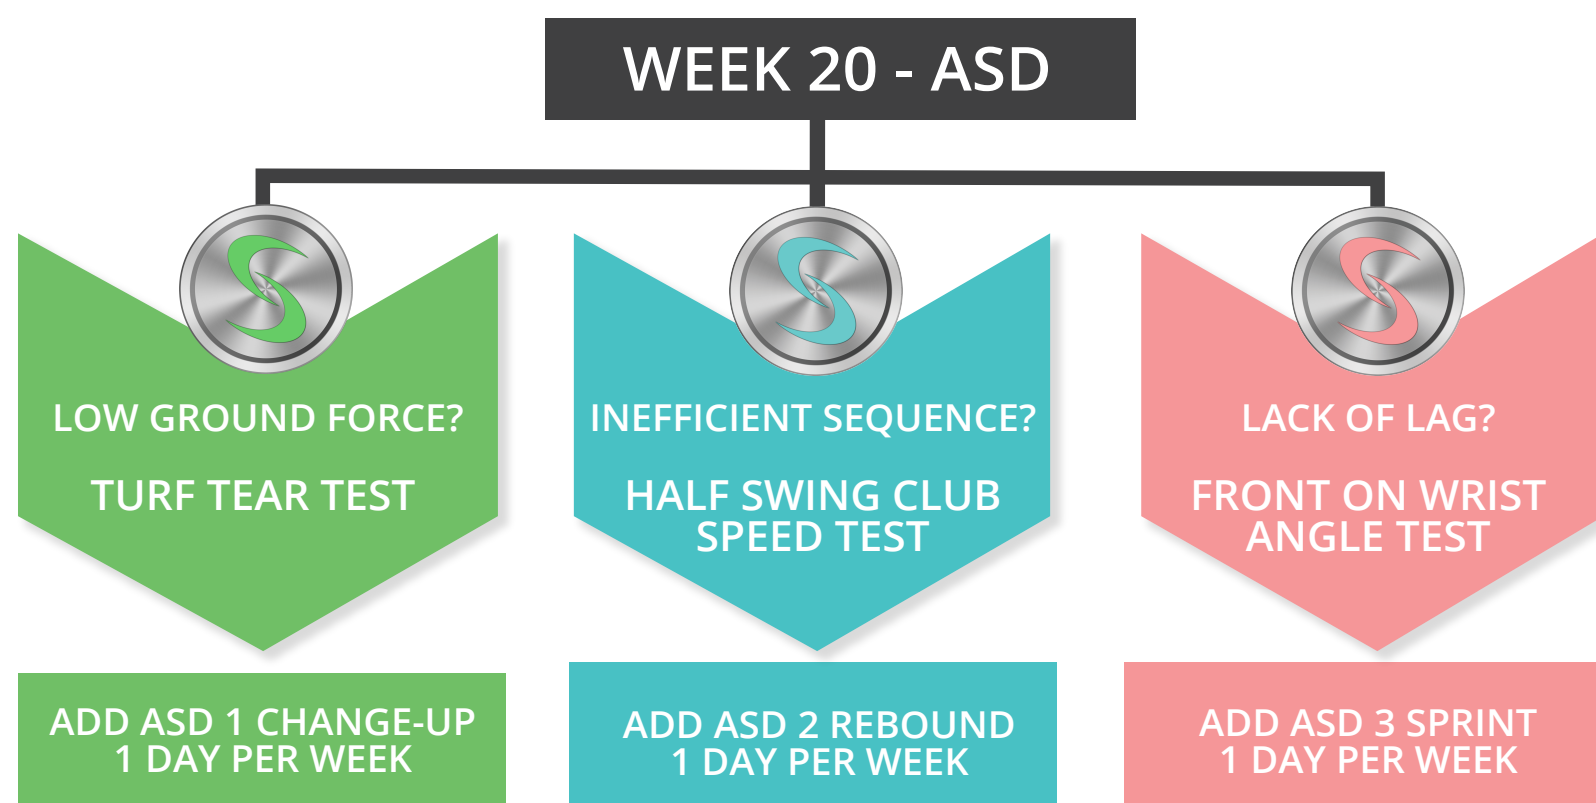 WEEK 20 - ASD
LOW GROUND FORCE?
TURF TEAR TEST
ADD ASD 1 CHANGE-UP
1 DAY PER WEEK
INEFFICIENT SEQUENCE?
HALF SWING CLUB
SPEED TEST
ADD ASD 2 REBOUND
1 DAY PER WEEK
LACK OF LAG?
FRONT ON WRIST
ANGLE TEST
ADD ASD 3 SPRINT
1 DAY PER WEEK